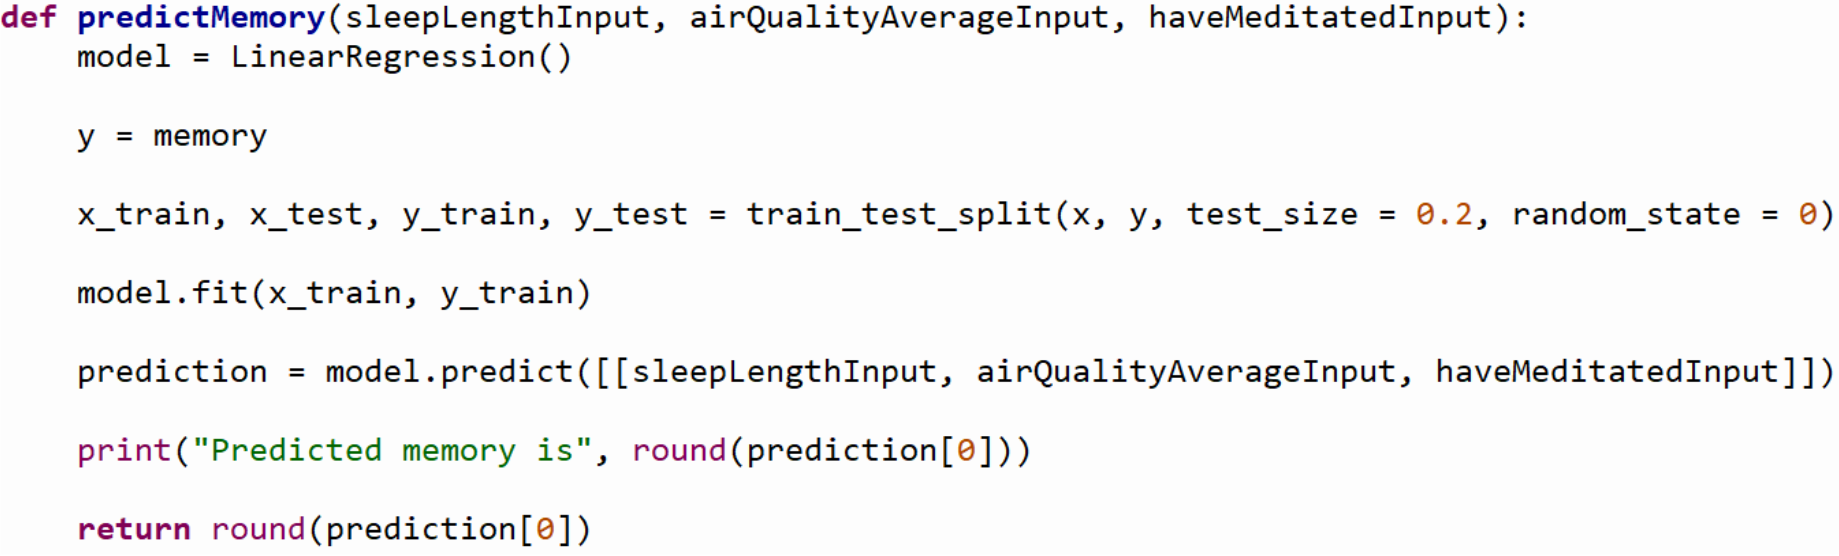 def predictMemory(sleepLengthInput, airQualityAverageInput, haveMeditatedInput):
    model = LinearRegression()
    y = memory
    x_train, x_test, y_train, y_test = train_test_split(x, y, test_size = 0.2, random_state = 0)
    model.fit(x_train, y_train)
    prediction = model.predict([[sleepLengthInput, airQualityAverageInput, haveMeditatedInput]])
    print("Predicted memory is", round(prediction[0]))
    return round(prediction[0])